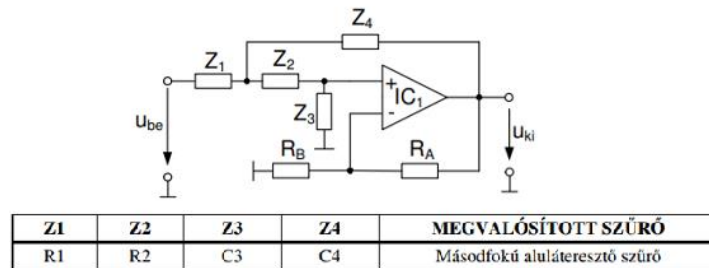 Z4
Z1 Z2
+
IC1
-
Z3
ube
uki
RB RA
Z1 Z2 Z3 Z4 MEGVALÓSÍTOTT SZŰRŐ
R1 R2 C3 C4 Másodfokú aluláteresztő szűrő